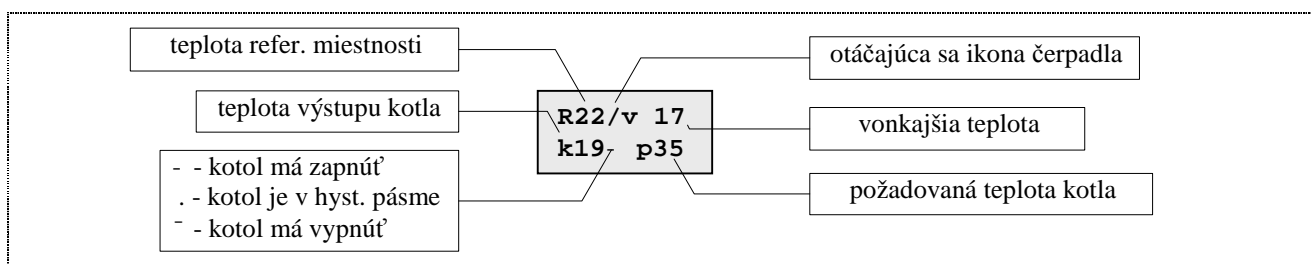 teplota refer. miestnosti
otáčajúca sa ikona čerpadla
teplota výstupu kotla
R22/v 17
k19- p35
vonkajšia teplota
- - kotol má zapnúť
. - kotol je v hyst. pásme
¯ - kotol má vypnúť
požadovaná teplota kotla